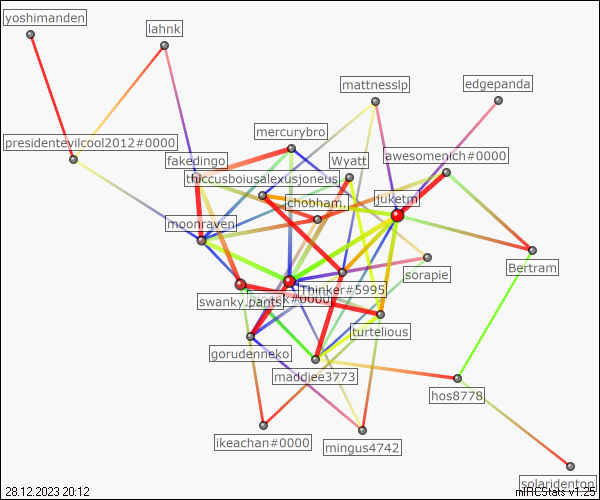 yoshimanden
lahnk
mattnesslp
edgepanda
mercurybro
presidentevilcool2012#0000
fakedingo
Wyatt
awesomenich#0000
thiccusboiusalexusjoneus
chobham.
juketm
moonraven
sorapie
Bertram
Thinker#5995
swanky.pants
#0000
turtelious
gorudenneko
maddiee3773
hos8778
ikeachan#0000
mingus4742
solaridenton
28.12.2023 20:12
mIRCStats v1.25